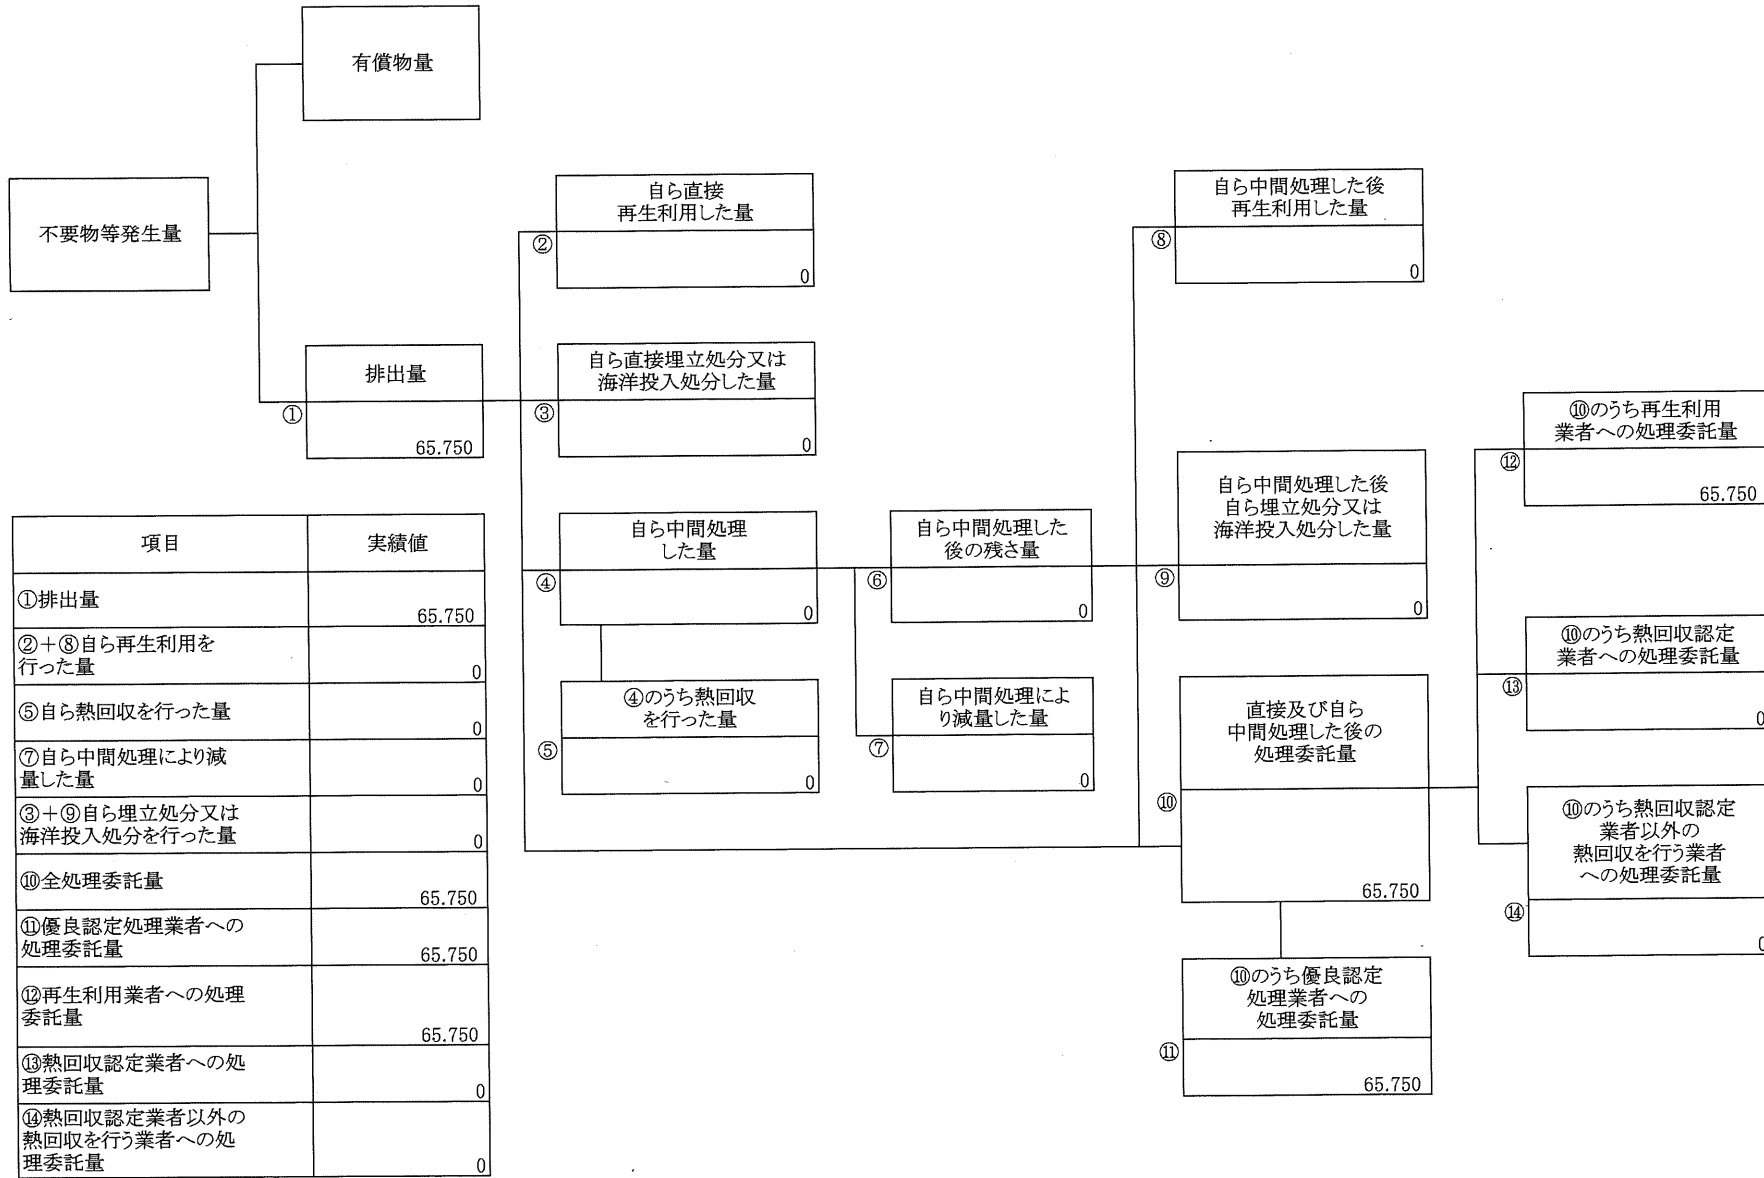 有償物量
不要物等発生量
排出量
①
65.750
自ら直接
再生利用した量
②
0
自ら直接埋立処分又は
海洋投入処分した量
③
0
自ら中間処理
した量
④
0
④のうち熱回収
を行った量
⑤
0
自ら中間処理した
後の残さ量
⑥
0
自ら中間処理によ
り減量した量
⑦
0
自ら中間処理した後
再生利用した量
⑧
0
自ら中間処理した後
自ら埋立処分又は
海洋投入処分した量
⑨
0
直接及び自ら
中間処理した後の
処理委託量
⑩
65.750
⑩のうち優良認定
処理業者への
処理委託量
⑪
65.750
⑩のうち再生利用
業者への処理委託量
⑫
65.750
⑩のうち熱回収認定
業者への処理委託量
⑬
0
⑩のうち熱回収認定
業者以外の
熱回収を行う業者
への処理委託量
⑭
0
項目 実績値
①排出量
65.750
②+⑧自ら再生利用を
行った量
0
⑤自ら熱回収を行った量
0
⑦自ら中間処理により減
量した量
0
③+⑨自ら埋立処分又は
海洋投入処分を行った量
0
⑩全処理委託量
65.750
⑪優良認定処理業者への
処理委託量
65.750
⑫再生利用業者への処理
委託量
65.750
⑬熱回収認定業者への処
理委託量
0
⑭熱回収認定業者以外の
熱回収を行う業者への処
理委託量
0